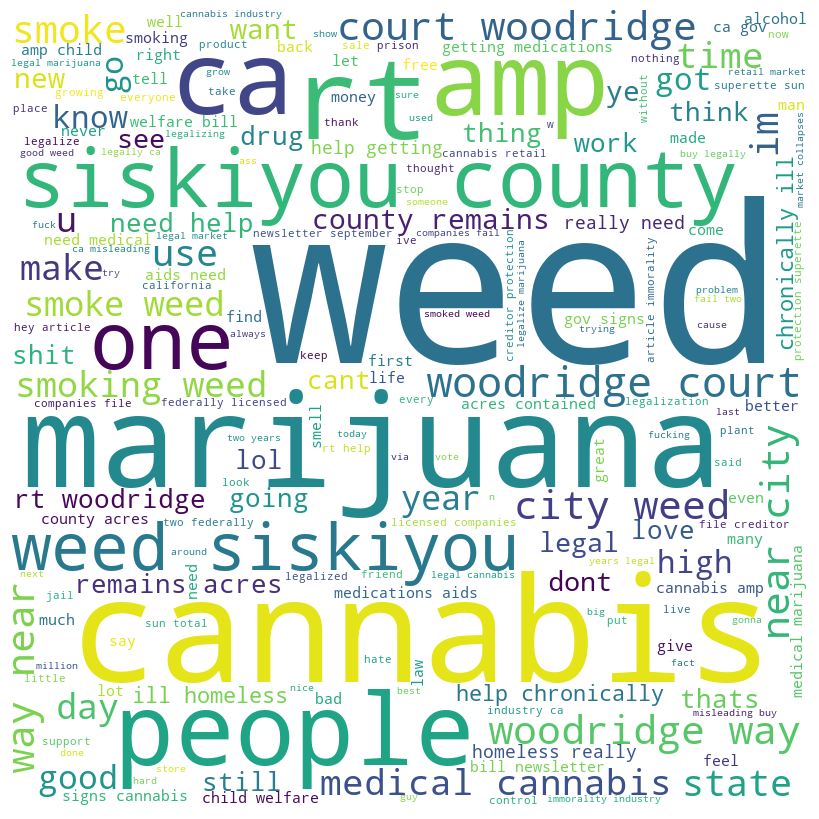 cannabis industry
smoke
court woodridge
ca gov
alcohol
legal marijuana
well
smoking
product
want
back
getting medications
now
amp child
right
ca
rt
amp
time
retail market
go
tell
show
sale
prison
nothing
superette sun
new
growing
everyone
grow
take
let
free
got
man
know
welfare bill
money
ye
without
im
place
never
legalizing
drug
sure
thank
used
w
thing
think
made
market collapses
legalize
see
help getting
cannabis retail
work
buy legally
good weed
legally ca
ass
thought
siskiyou county
stop
someone
chronically ill
u
need help
county remains
really need
come
fuck
need medical
legal market
newsletter september
ive
companies fail
ca misleading
use
weed
creditor protection
legalize marijuana
article immorality
protection superette
make
try
aids need
california
problem
fail two
smoke weed
find
smoked weed
gov signs
trying
cause
hey article
one
always
shit
keep
first
smoking weed
cant
life
woodridge court
companies file
federally licensed
every
acres contained
legalization
better
last
marijuana
smell
two years
today
rt help
via
vote
fucking
plant
great
said
look
lol
near city
rt woodridge
going
year
n
city weed
even
county acres
two federally
licensed companies
file creditor
many
weed siskiyou
around
legal
love
years legal
high
next
remains acres
need
legalized
friend
legal cannabis
medications aids
dont
cannabis amp
medical marijuana
jail
big
put
live
gonna
much
sun total
cannabis
way near
say
hate
law
give
fact
million
little
people
lot
ill homeless
nice
bad
best
help chronically
thats
day
industry ca
misleading buy
support
woodridge way
done
homeless really
feel
good
store
still
hard
bill newsletter
medical cannabis
state
signs cannabis
child welfare
guy
control
immorality industry